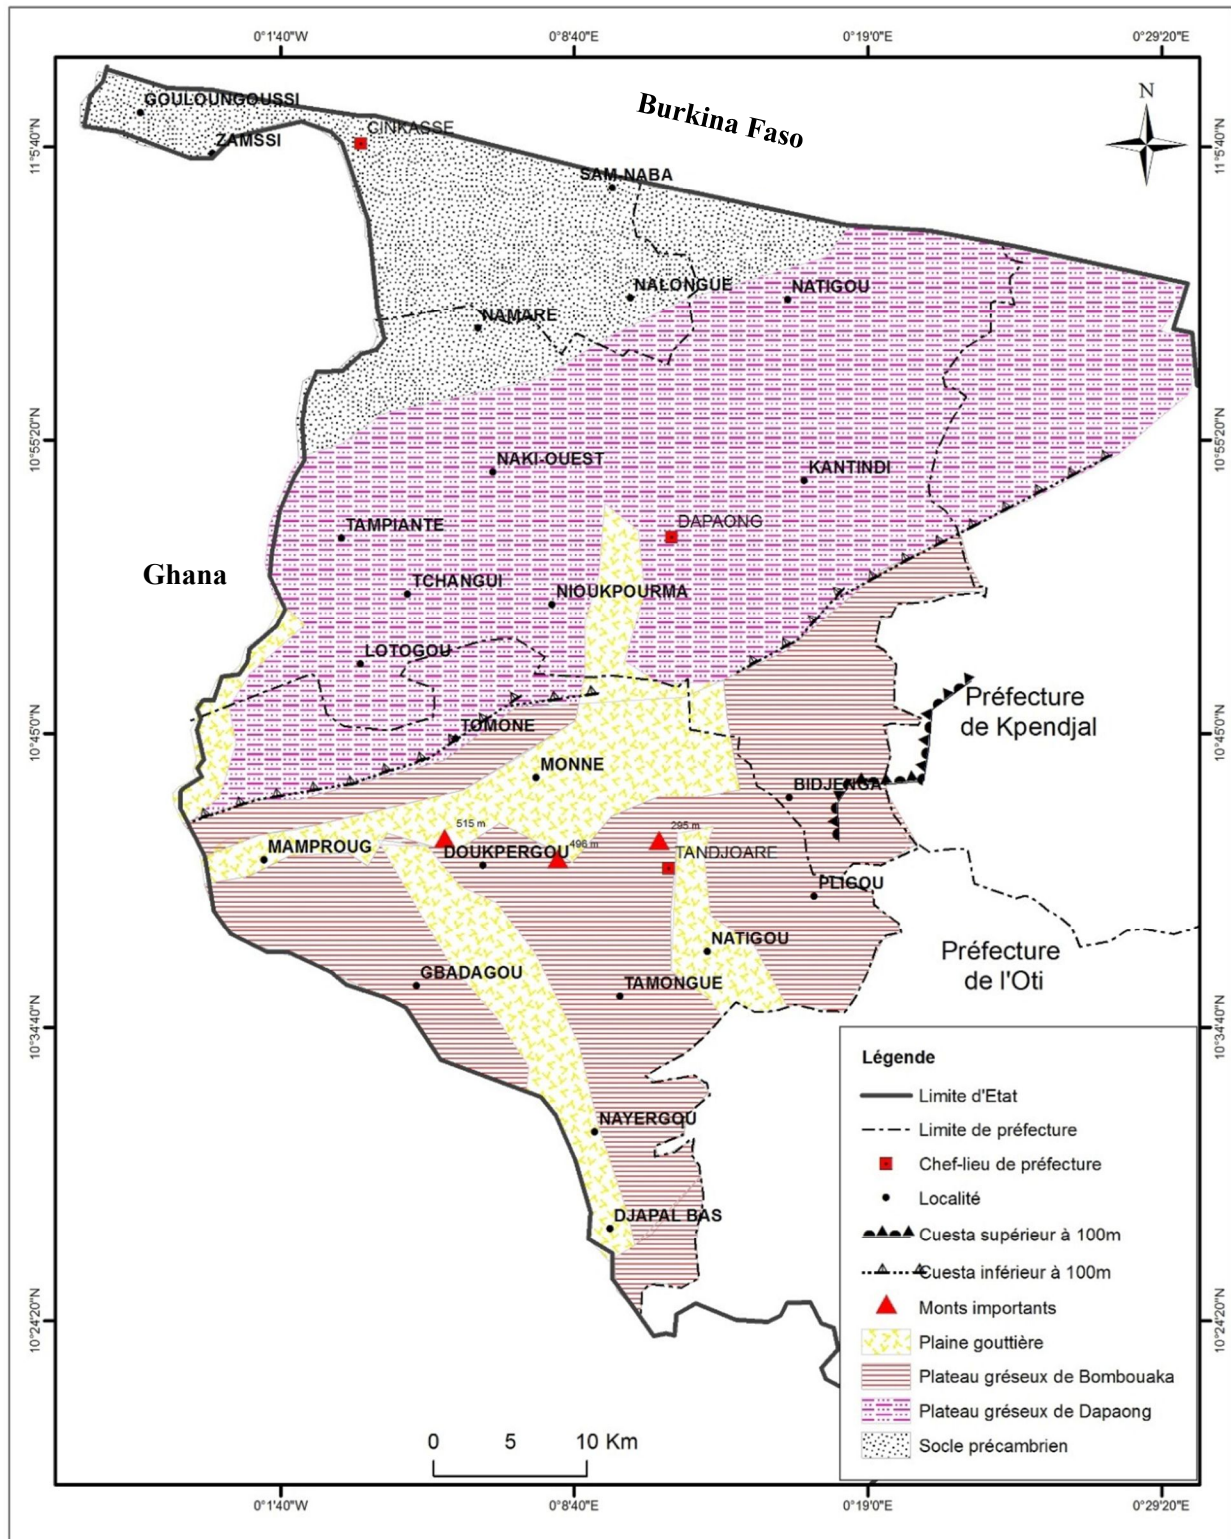 0°1'40"W
0°8'40"E
0°19'0"E
0°29'20"E
N
Burkina Faso
GOULOUNGOUSSI
CINKASSE
ZAMSSI
11°5'40"N
11°5'40"N
SAM-NABA
NALONGUE
NATIGOU
NAMARE
10°55'20"N
10°55'20"N
NAKI-OUEST
KANTINDI
TAMPIANTE
DAPAONG
Ghana
TCHANGUI
NIOUKPOURMA
LOTOGOU
Préfecture
de Kpendjal
TOMONE
10°45'0"N
10°45'0"N
MONNE
BIDJENGA
515 m
295 m
496 m
MAMPROUG
DOUKPERGOU
TANDJOARE
PLIGOU
NATIGOU
Préfecture
de l'Oti
GBADAGOU
TAMONGUE
10°34'40"N
10°34'40"N
NAYERGOU
DJAPAL BAS
10°24'20"N
10°24'20"N
Légende
Limite d'Etat
Limite de préfecture
Chef-lieu de préfecture
Localité
Cuesta supérieur à 100m
Cuesta inférieur à 100m
Monts importants
Plaine gouttière
Plateau gréseux de Bombouaka
Plateau gréseux de Dapaong
Socle précambrien
0 5 10 Km
0°1'40"W
0°8'40"E
0°19'0"E
0°29'20"E